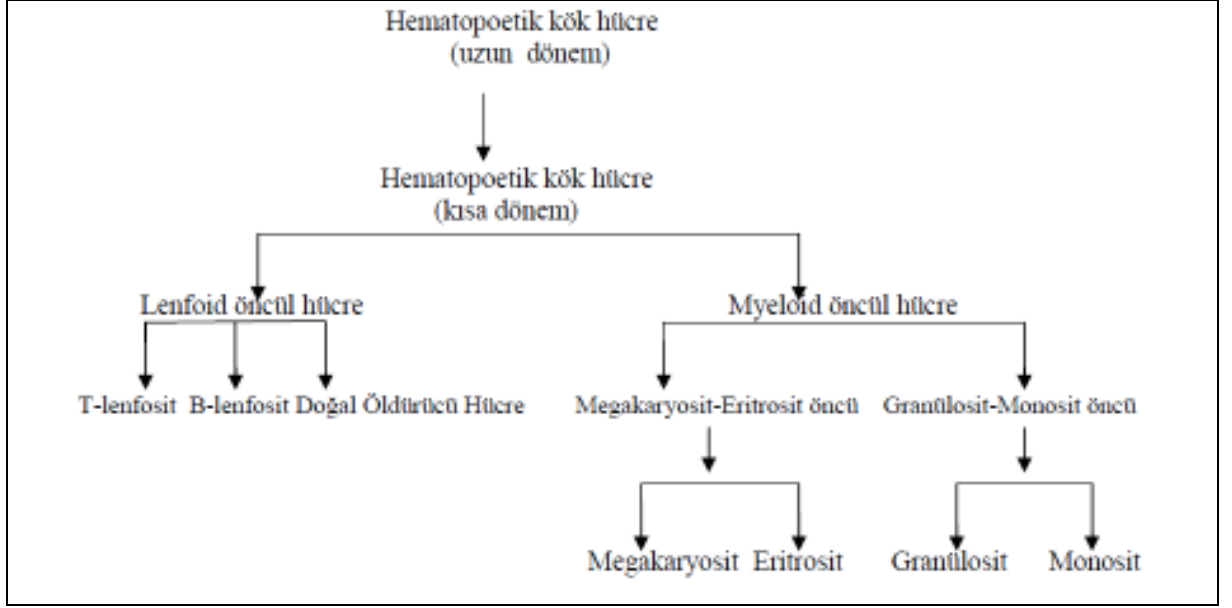 Hematopoetik kök hücre
(uzun dönem)
Hematopoetik kök hücre
(kısa dönem)
Lenfoid öncül hücre
Myeloid öncül hücre
T-lenfosit B-lenfosit Doğal Öldürücü Hücre
Megakaryosit-Eritrosit öncü
Granülosit-Monosit öncü
Megakaryosit Eritrosit
Granülosit Monosit